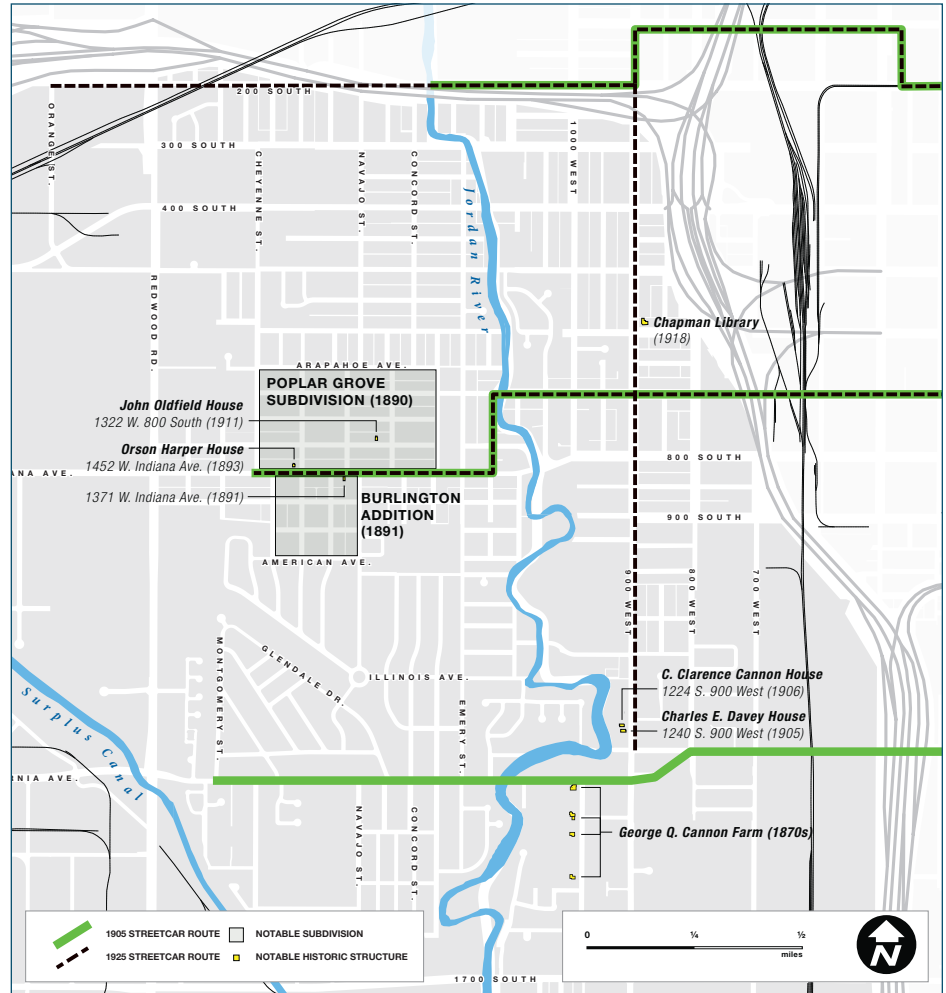 200 SOUTH
ORANGE ST.
300 SOUTH
CHEYENNE ST.
NAVAJO ST.
CONCORD ST.
1000 WEST
400 SOUTH
Jordan River
REDWOOD RD.
Chapman Library
(1918)
ARAPAHOE AVE.
POPLAR GROVE
SUBDIVISION (1890)
John Oldfield House
1322 W. 800 South (1911)
Orson Harper House
1452 W. Indiana Ave. (1893)
800 SOUTH
ANA AVE.
1371 W. Indiana Ave. (1891)
BURLINGTON
ADDITION
(1891)
900 SOUTH
AMERICAN AVE.
900 WEST
800 WEST
700 WEST
MONTGOMERY ST.
GLENDALE DR.
ILLINOIS AVE.
EMERY ST.
C. Clarence Cannon House
1224 S. 900 West (1906)
Charles E. Davey House
1240 S. 900 West (1905)
Surplus Canal
RNIA AVE.
NAVAJO ST.
CONCORD ST.
George Q. Cannon Farm (1870s)
1905 STREETCAR ROUTE
NOTABLE SUBDIVISION
1925 STREETCAR ROUTE
NOTABLE HISTORIC STRUCTURE
0 ¼ ½
miles
N
1700 SOUTH